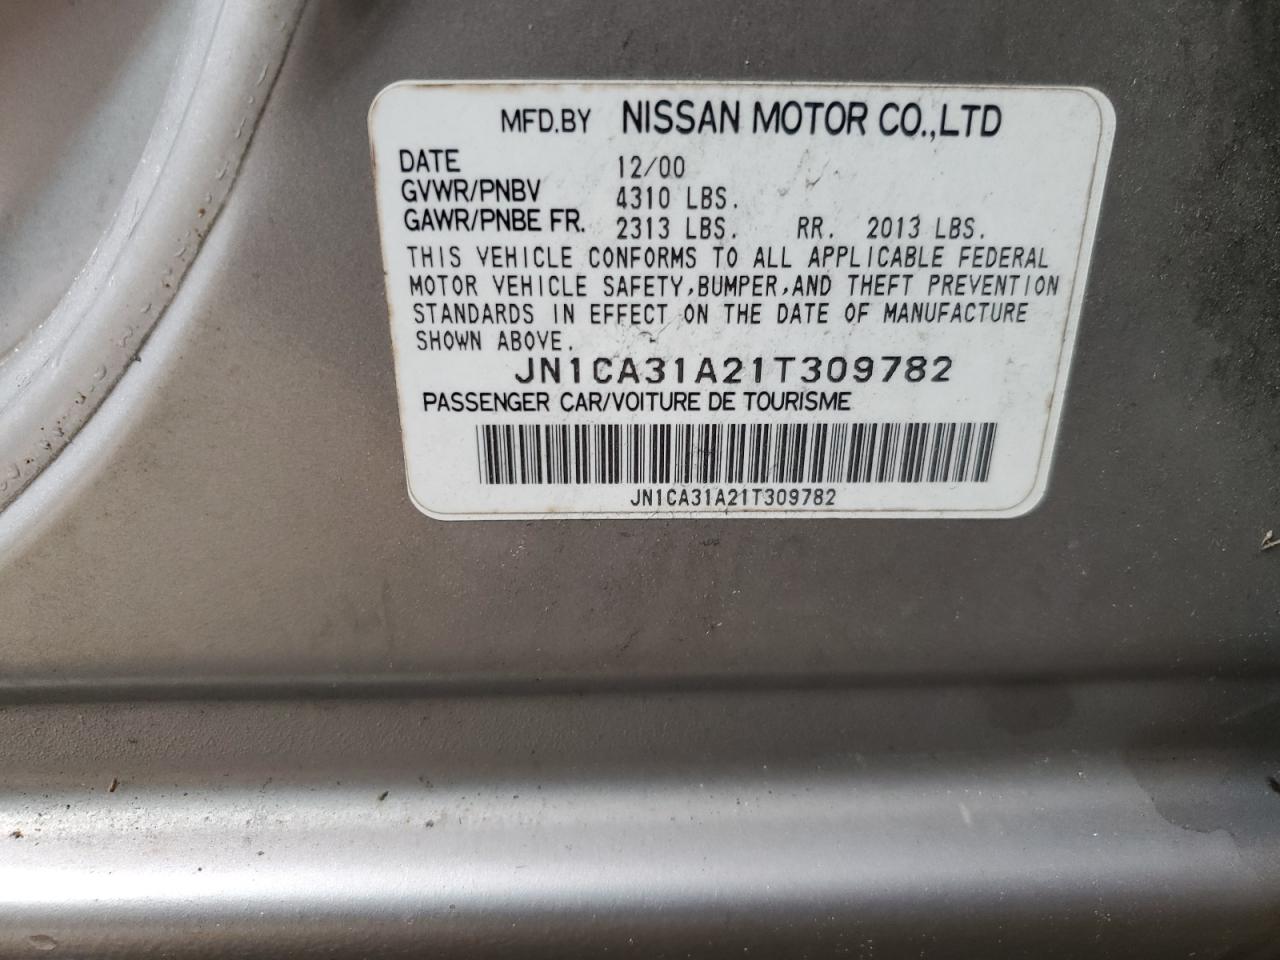 MFD.BY NISSAN MOTOR CO.,LTD
DATE 12/00
GVWR/PNBV 4310 LBS.
GAWR/PNBE FR. 2313 LBS. RR. 2013 LBS.
THIS VEHICLE CONFORMS TO ALL APPLICABLE FEDERAL
MOTOR VEHICLE SAFETY,BUMPER,AND THEFT PREVENTION
STANDARDS IN EFFECT ON THE DATE OF MANUFACTURE
SHOWN ABOVE.
JN1CA31A21T309782
PASSENGER CAR/VOITURE DE TOURISME
JN1CA31A21T309782